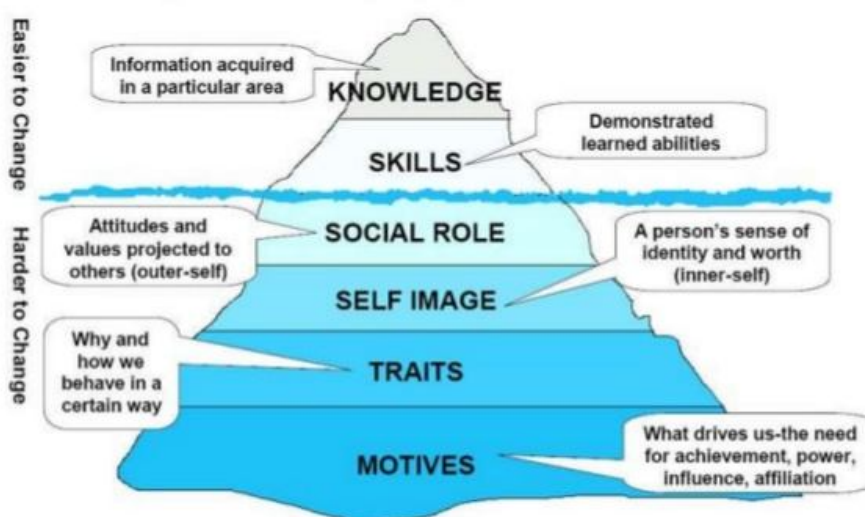 Easier to Change
Information acquired
in a particular area
KNOWLEDGE
Demonstrated
learned abilities
SKILLS
Harder to Change
Attitudes and
values projected to
others (outer-self)
SOCIAL ROLE
A person's sense of
identity and worth
(inner-self)
SELF IMAGE
Why and
how we
behave in a
certain way
TRAITS
What drives us-the need
for achievement, power,
influence, affiliation
MOTIVES